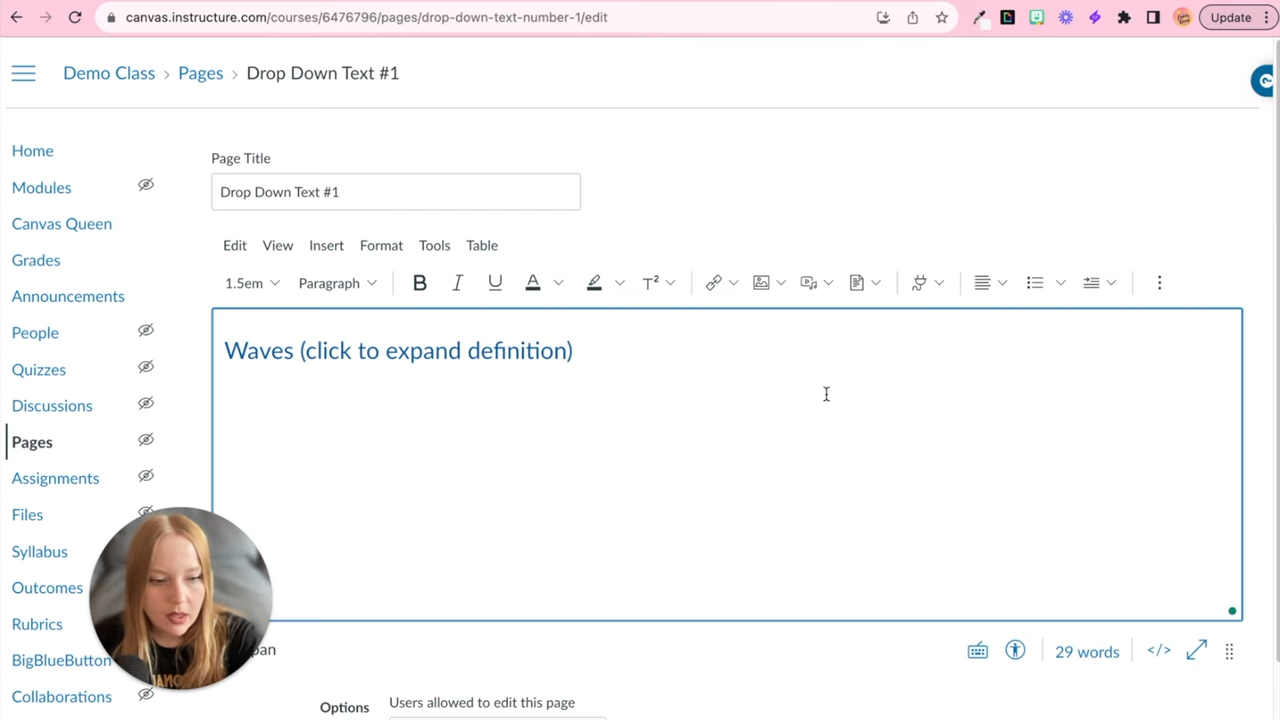 canvas.instructure.com/courses/6476796/pages/drop-down-text-number-1/edit
Update
Demo Class > Pages > Drop Down Text #1
Home
Modules
Canvas Queen
Grades
Announcements
People
Quizzes
Discussions
Pages
Assignments
Files
Syllabus
Outcomes
Rubrics
BigBlueButton
Collaborations
Page Title
Drop Down Text #1
Edit View Insert Format Tools Table
1.5em Paragraph B I U A T²
Waves (click to expand definition)
29 words </>
Options
Users allowed to edit this page